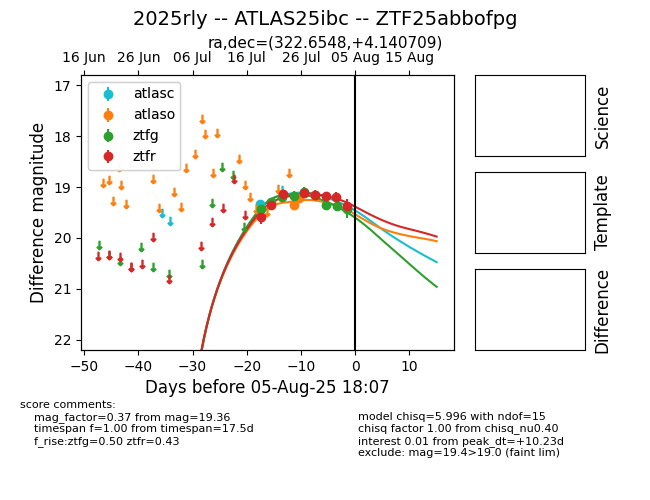 2025rly -- ATLAS25ibc -- ZTF25abbofpg
ra,dec=(322.6548,+4.140709)
16 Jun 26 Jun 06 Jul 16 Jul 26 Jul 05 Aug 15 Aug
17
18
19
20
21
22
Difference magnitude
atlasc
atlaso
ztfg
ztfr
−50 −40 −30 −20 −10 0 10
Days before 05-Aug-25 18:07
Science
Template
Difference
score comments:
mag_factor=0.37 from mag=19.36
timespan f=1.00 from timespan=17.5d
f_rise:ztfg=0.50 ztfr=0.43
model chisq=5.996 with ndof=15
chisq factor 1.00 from chisq_nu0.40
interest 0.01 from peak_dt=+10.23d
exclude: mag=19.4>19.0 (faint lim)